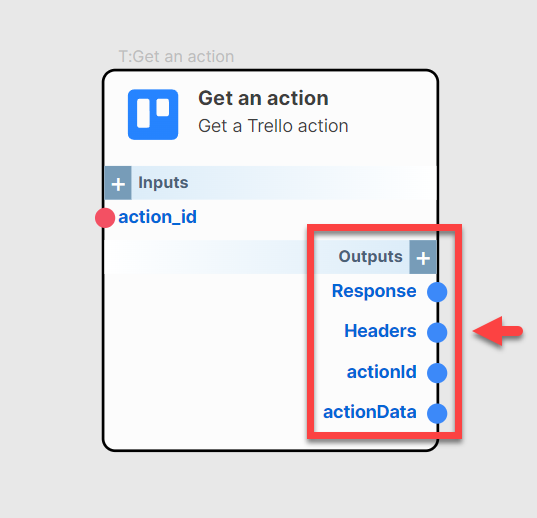 T:Get an action
Get an action
Get a Trello action
+ Inputs
action_id
Outputs +
Response
Headers
actionId
actionData